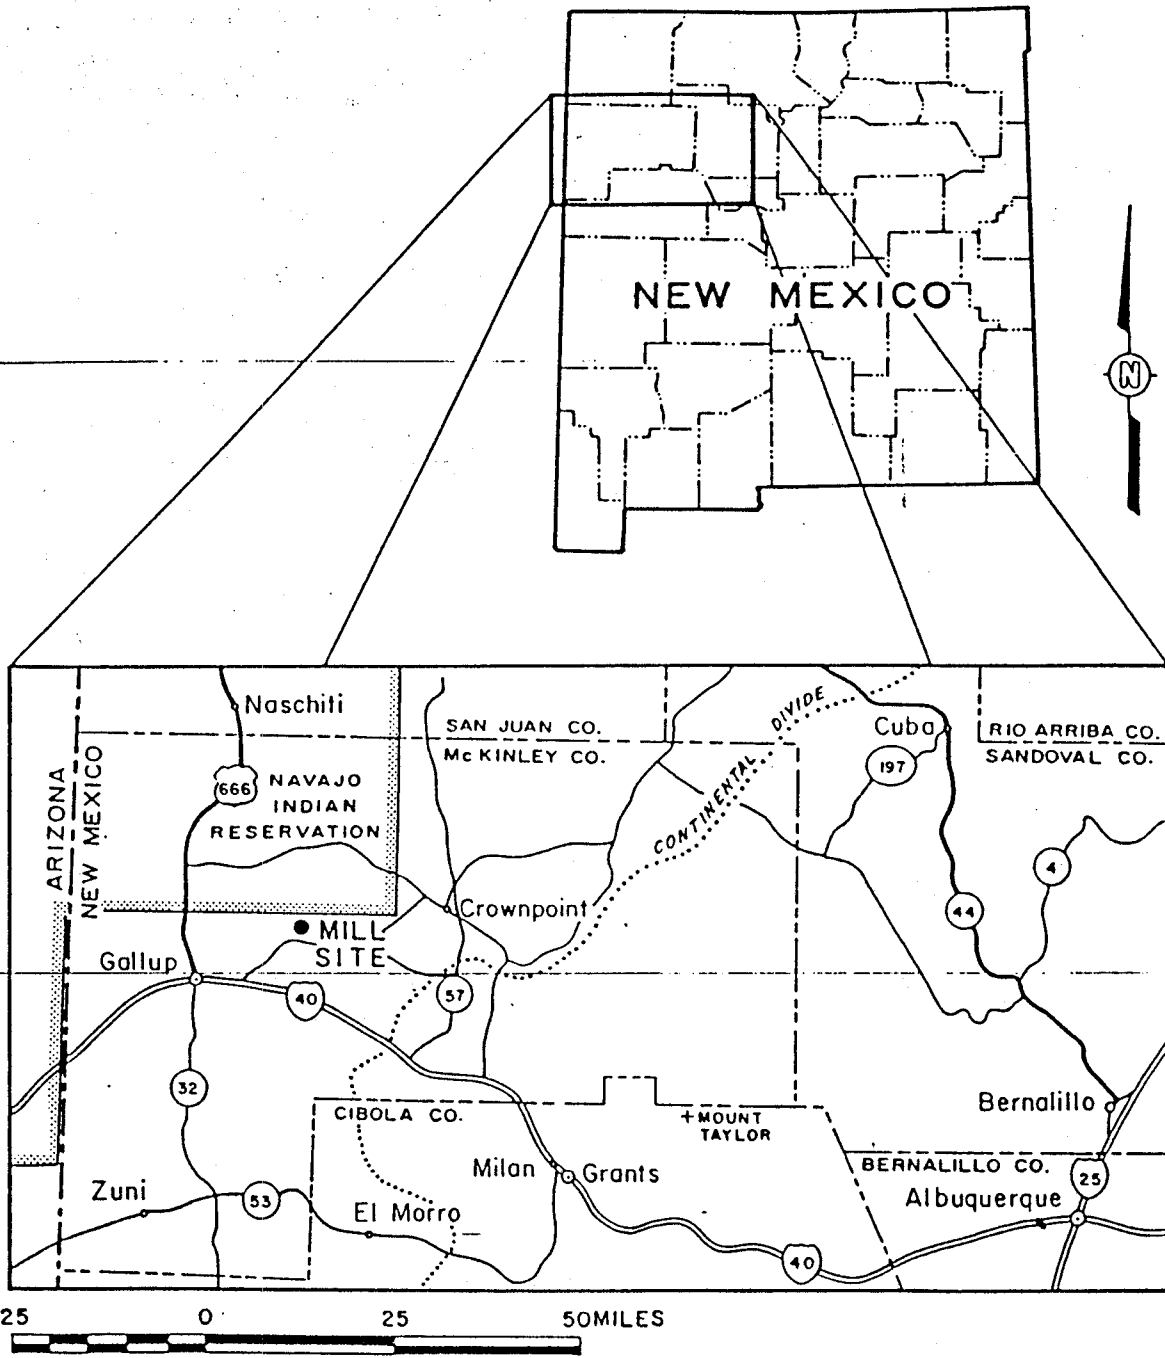 NEW MEXICO
N
Naschiti
SAN JUAN CO.
McKINLEY CO.
CONTINENTAL DIVIDE
Cuba
RIO ARRIBA CO.
SANDOVAL CO.
197
666
NAVAJO
INDIAN
RESERVATION
ARIZONA
NEW MEXICO
4
44
Crownpoint
MILL
SITE
Gallup
40
57
32
CIBOLA CO.
+MOUNT
TAYLOR
Bernalillo
Milan
Grants
BERNALILLO CO.
25
Albuquerque
Zuni
53
El Morro
40
25 0 25 50MILES